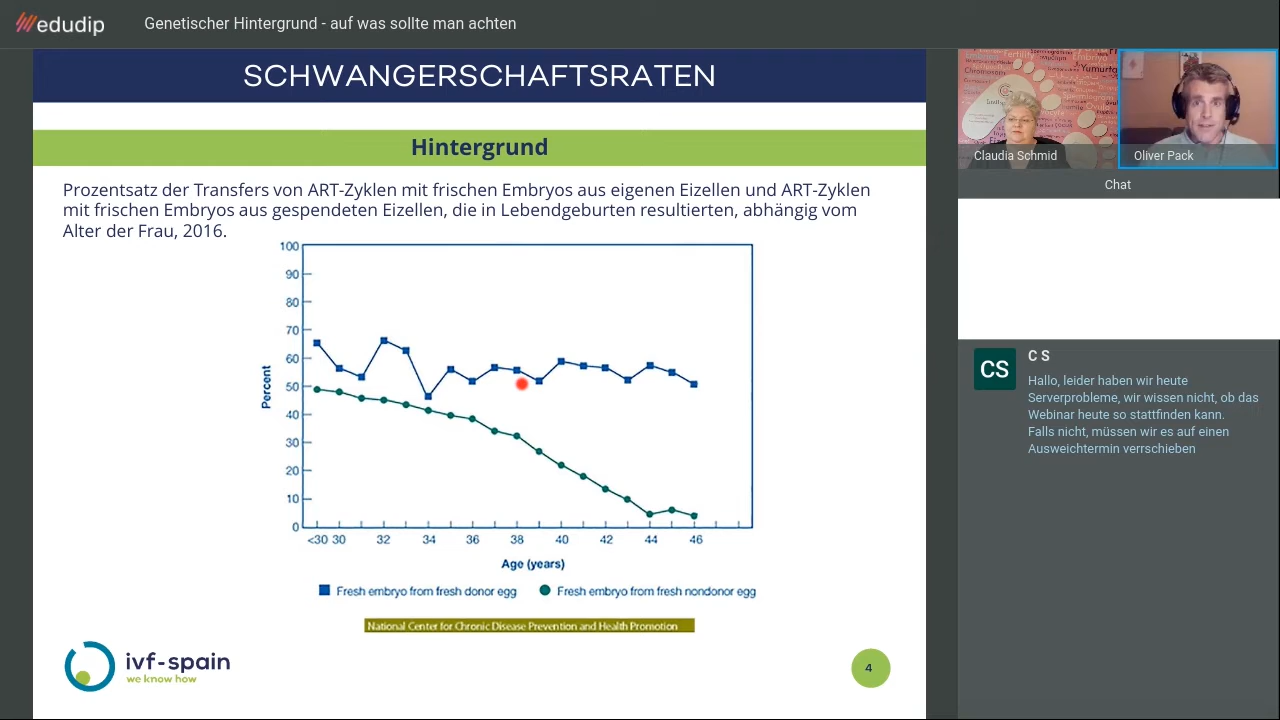 edudip
Genetischer Hintergrund - auf was sollte man achten
SCHWANGERSCHAFTSRATEN
Hintergrund
Prozentsatz der Transfers von ART-Zyklen mit frischen Embryos aus eigenen Eizellen und ART-Zyklen
mit frischen Embryos aus gespendeten Eizellen, die in Lebendgeburten resultierten, abhängig vom
Alter der Frau, 2016.
100
90
80
70
60
50
40
30
20
10
0
Percent
<30 30 32 34 36 38 40 42 44 46
Age (years)
Fresh embryo from fresh donor egg
Fresh embryo from fresh nondonor egg
National Center for Chronic Disease Prevention and Health Promotion
ivf-spain
we know how
4
Yumurta
Claudia Schmid
Oliver Pack
Chat
CS
C S
Hallo, leider haben wir heute
Serverprobleme, wir wissen nicht, ob das
Webinar heute so stattfinden kann.
Falls nicht, müssen wir es auf einen
Ausweichtermin verrschieben